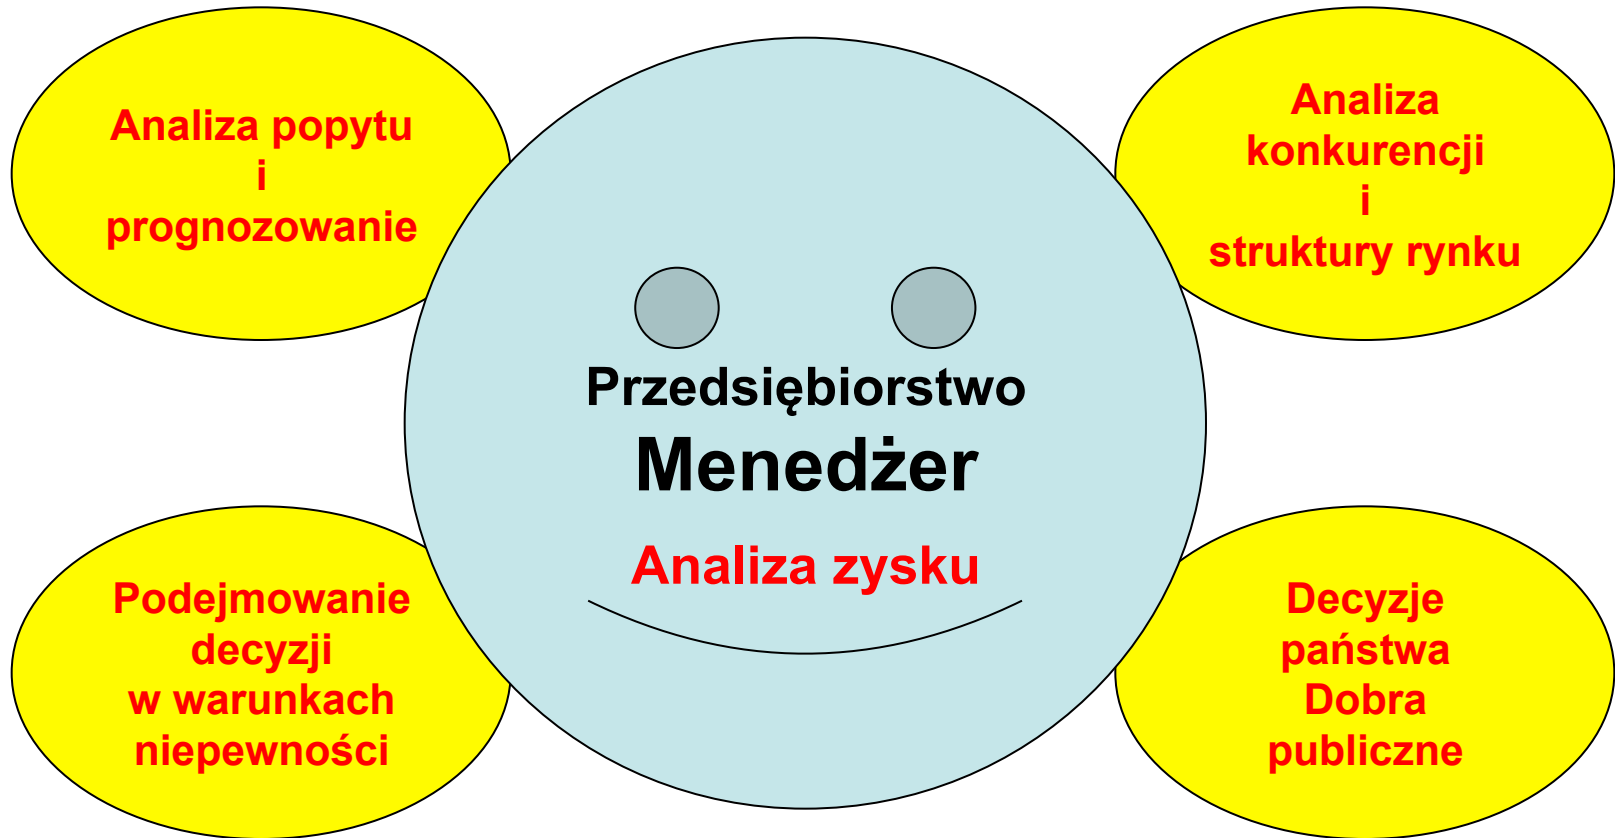 Analiza popytu
i
prognozowanie
Analiza
konkurencji
i
struktury rynku
Przedsiębiorstwo
Menedżer
Analiza zysku
Podejmowanie
decyzji
w warunkach
niepewności
Decyzje
państwa
Dobra
publiczne